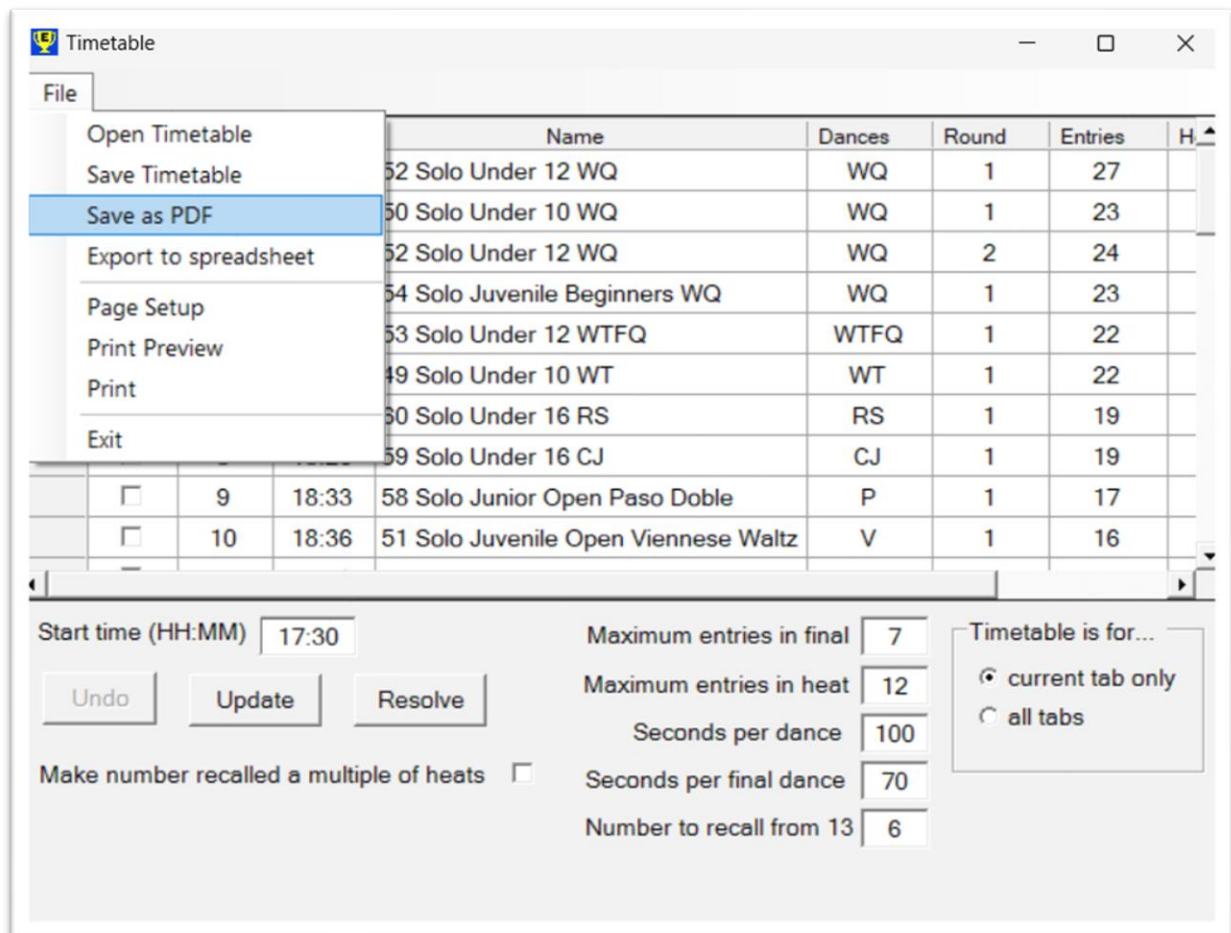 Timetable
File
Open Timetable
Save Timetable
Save as PDF
Export to spreadsheet
Page Setup
Print Preview
Print
Exit
Name Dances Round Entries
52 Solo Under 12 WQ WQ 1 27
50 Solo Under 10 WQ WQ 1 23
52 Solo Under 12 WQ WQ 2 24
54 Solo Juvenile Beginners WQ WQ 1 23
53 Solo Under 12 WTFQ WTFQ 1 22
49 Solo Under 10 WT WT 1 22
60 Solo Under 16 RS RS 1 19
59 Solo Under 16 CJ CJ 1 19
9 18:33 58 Solo Junior Open Paso Doble P 1 17
10 18:36 51 Solo Juvenile Open Viennese Waltz V 1 16
Start time (HH:MM) 17:30
Undo Update Resolve
Make number recalled a multiple of heats
Maximum entries in final 7
Maximum entries in heat 12
Seconds per dance 100
Seconds per final dance 70
Number to recall from 13 6
Timetable is for...
current tab only
all tabs